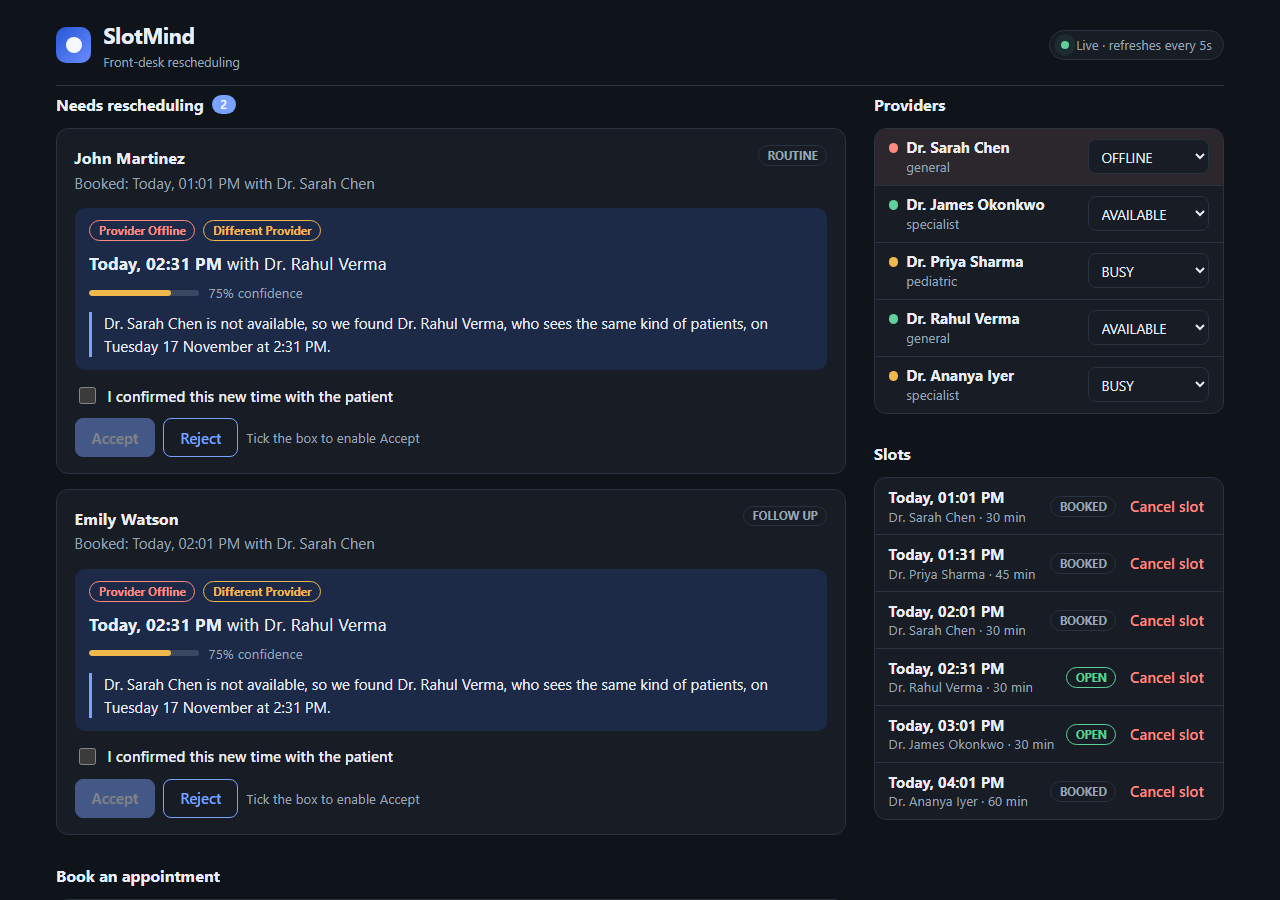 SlotMind
Front-desk rescheduling
Live · refreshes every 5s
Needs rescheduling 2
John Martinez
ROUTINE
Booked: Today, 01:01 PM with Dr. Sarah Chen
Provider Offline
Different Provider
Today, 02:31 PM with Dr. Rahul Verma
75% confidence
Dr. Sarah Chen is not available, so we found Dr. Rahul Verma, who sees the same kind of patients, on
Tuesday 17 November at 2:31 PM.
I confirmed this new time with the patient
Accept
Reject
Tick the box to enable Accept
Emily Watson
FOLLOW UP
Booked: Today, 02:01 PM with Dr. Sarah Chen
Provider Offline
Different Provider
Today, 02:31 PM with Dr. Rahul Verma
75% confidence
Dr. Sarah Chen is not available, so we found Dr. Rahul Verma, who sees the same kind of patients, on
Tuesday 17 November at 2:31 PM.
I confirmed this new time with the patient
Accept
Reject
Tick the box to enable Accept
Book an appointment
Providers
Dr. Sarah Chen
general
OFFLINE
Dr. James Okonkwo
specialist
AVAILABLE
Dr. Priya Sharma
pediatric
BUSY
Dr. Rahul Verma
general
AVAILABLE
Dr. Ananya Iyer
specialist
BUSY
Slots
Today, 01:01 PM
Dr. Sarah Chen · 30 min
BOOKED
Cancel slot
Today, 01:31 PM
Dr. Priya Sharma · 45 min
BOOKED
Cancel slot
Today, 02:01 PM
Dr. Sarah Chen · 30 min
BOOKED
Cancel slot
Today, 02:31 PM
Dr. Rahul Verma · 30 min
OPEN
Cancel slot
Today, 03:01 PM
Dr. James Okonkwo · 30 min
OPEN
Cancel slot
Today, 04:01 PM
Dr. Ananya Iyer · 60 min
BOOKED
Cancel slot